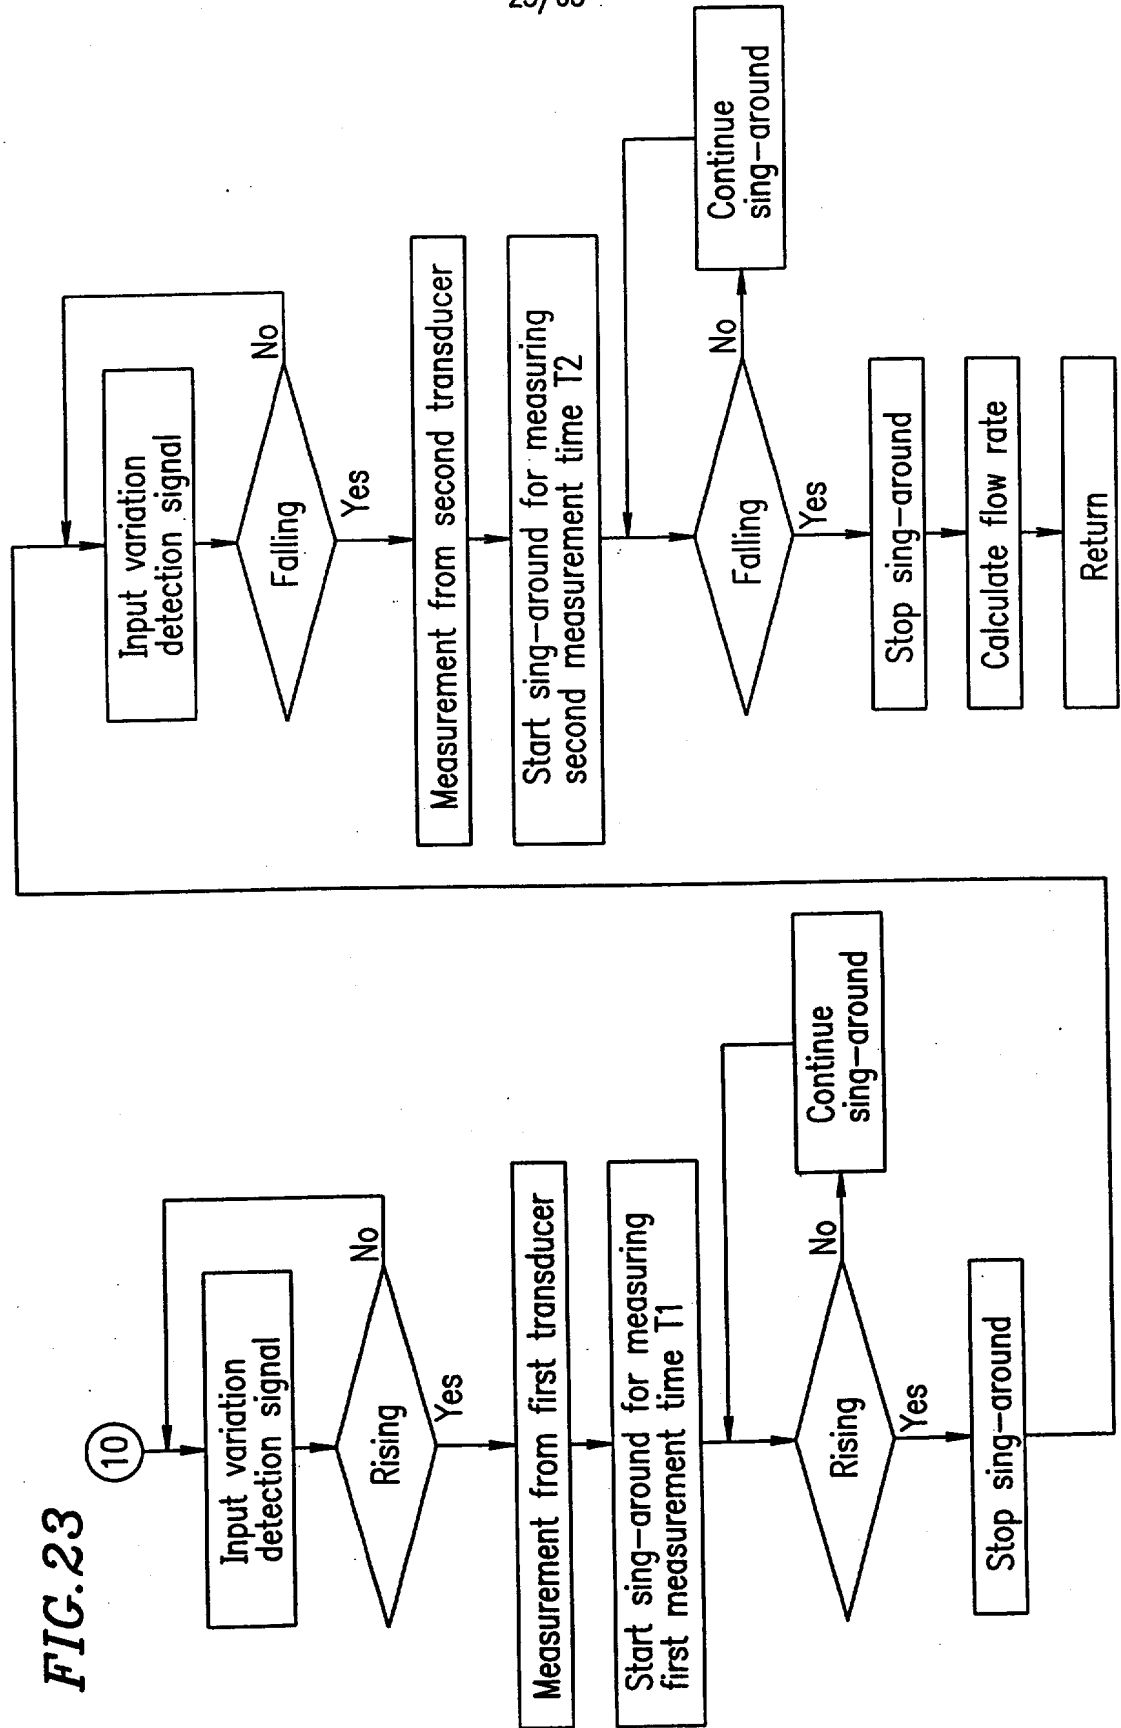 FIG.23
10
Input variation
detection signal
Rising
No
Yes
Measurement from first transducer
Start sing-around for measuring
first measurement time T1
Rising
No
Continue
sing-around
Yes
Stop sing-around
Input variation
detection signal
Falling
No
Yes
Measurement from second transducer
Start sing-around for measuring
second measurement time T2
Falling
No
Continue
sing-around
Yes
Stop sing-around
Calculate flow rate
Return